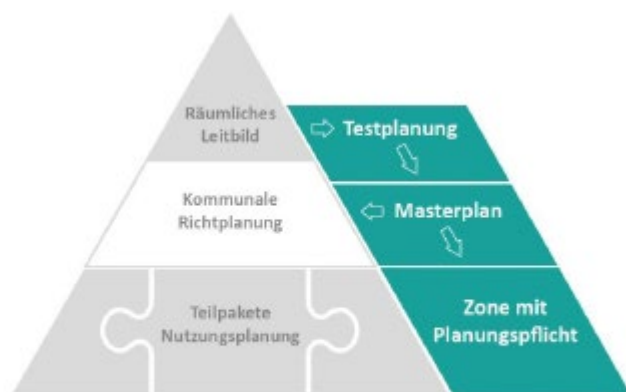 Räumliches
Leitbild
Testplanung
Kommunale
Richtplanung
Masterplan
Teilpakete
Nutzungsplanung
Zone mit
Planungspflicht